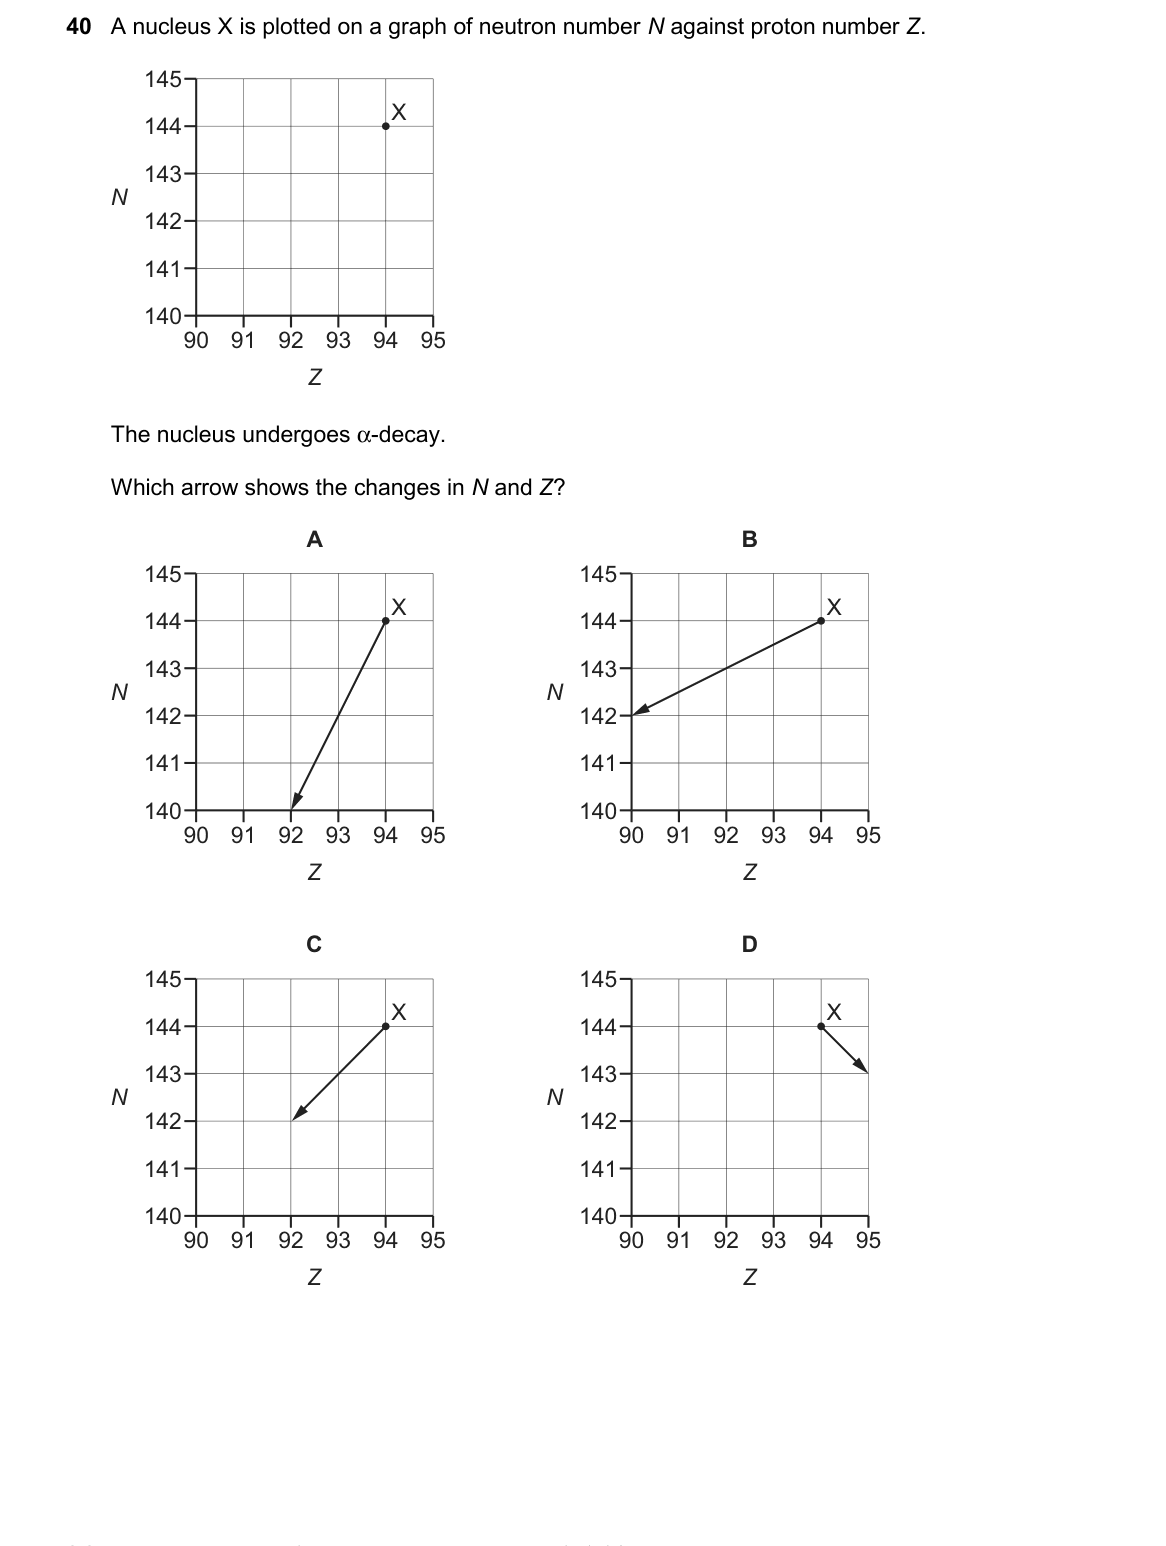 40 A nucleus X is plotted on a graph of neutron number N against proton number Z.
145
X
144
143
N
142
141
140
90 91 92 93 94 95
Z
The nucleus undergoes α-decay.
Which arrow shows the changes in N and Z?
A
145
X
144
143
N
142
141
140
90 91 92 93 94 95
Z
B
145
X
144
143
N
142
141
140
90 91 92 93 94 95
Z
C
145
X
144
143
N
142
141
140
90 91 92 93 94 95
Z
D
145
X
144
143
N
142
141
140
90 91 92 93 94 95
Z